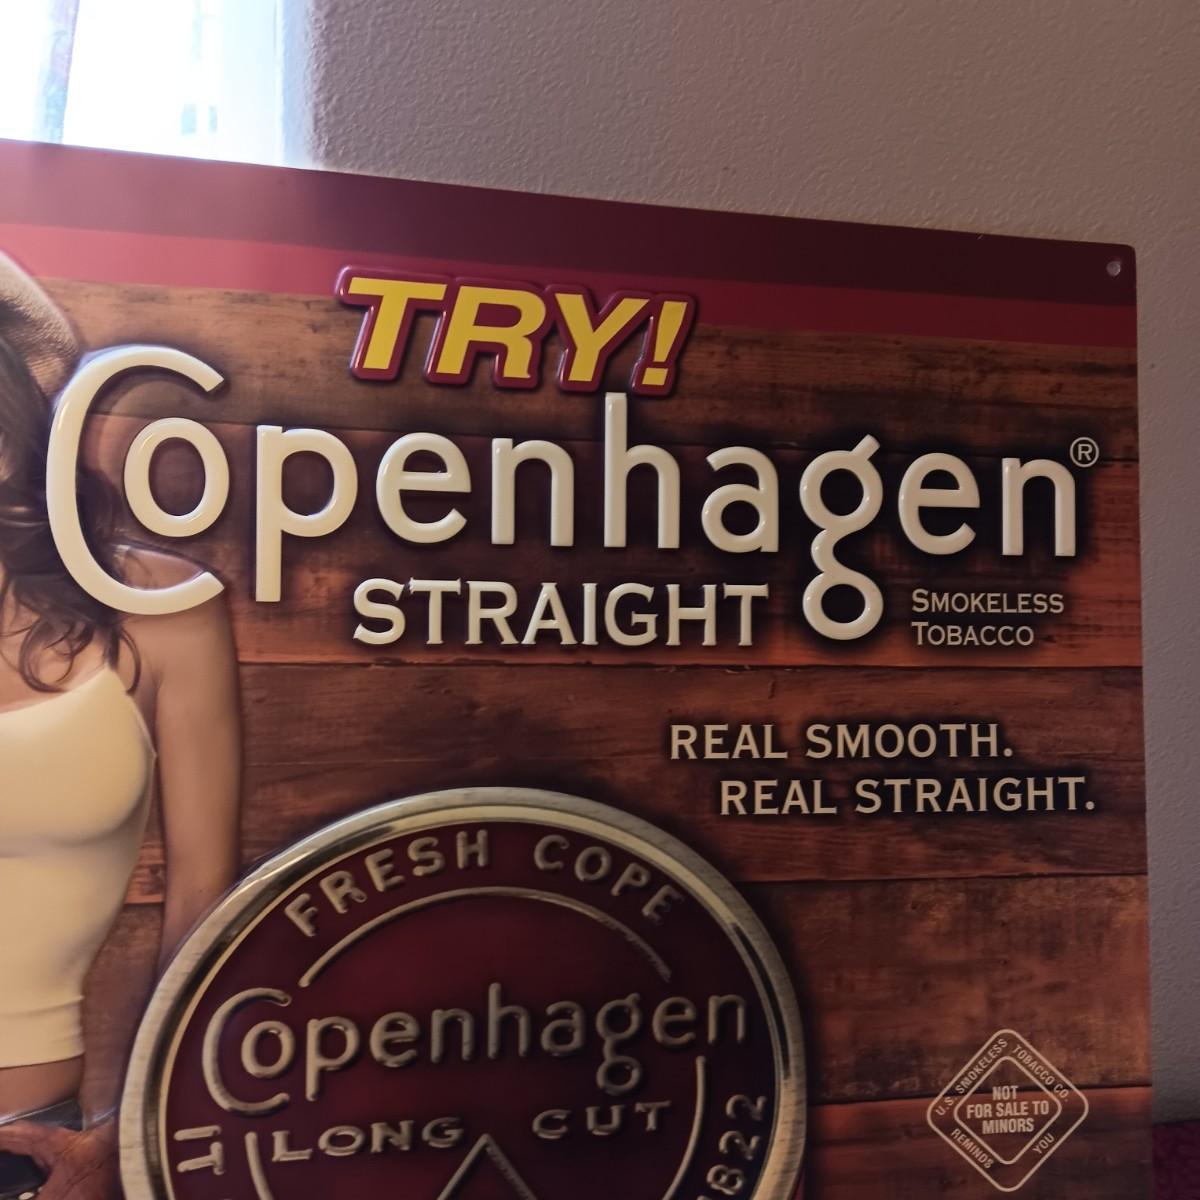 TRY!
Copenhagen®
STRAIGHT
SMOKELESS
TOBACCO
REAL SMOOTH.
REAL STRAIGHT.
FRESH COPE
Copenhagen
LONG CUT
1822
U.S. SMOKELESS TOBACCO CO.
NOT
FOR SALE TO
MINORS
REMINDS YOU